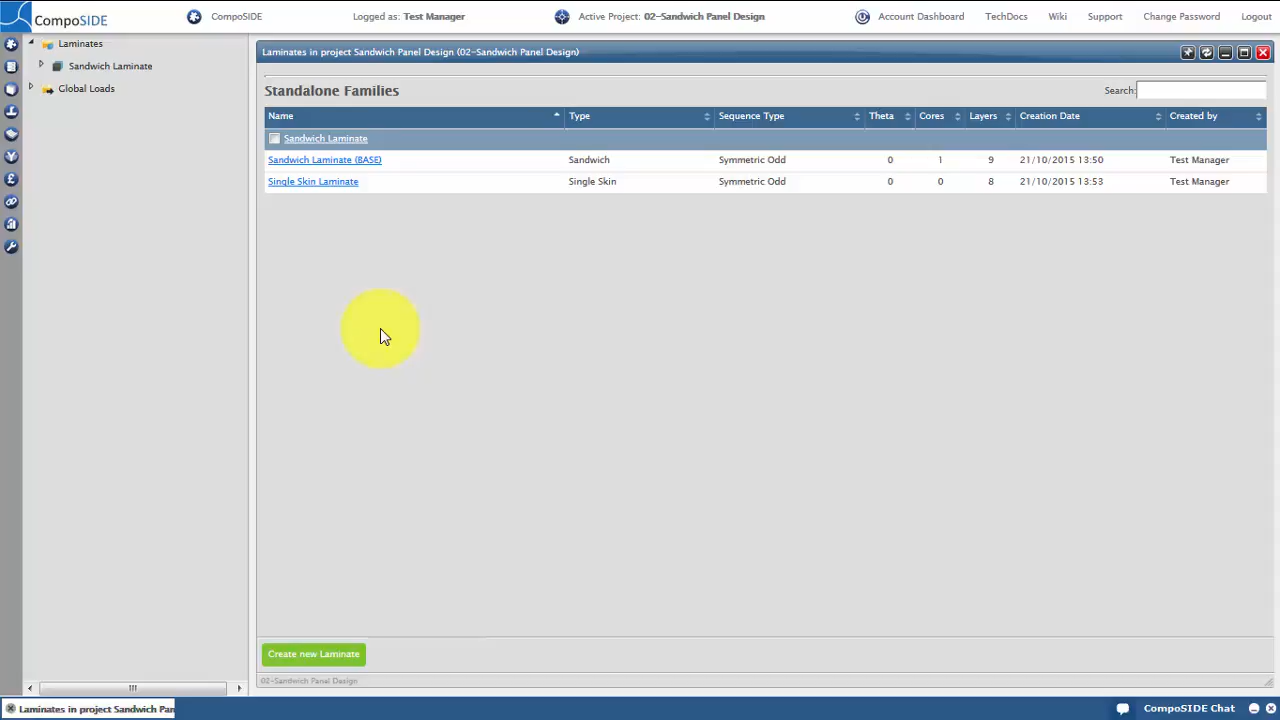 CompoSIDE
CompoSIDE
Logged as: Test Manager
Active Project: 02-Sandwich Panel Design
Account Dashboard
TechDocs
Wiki
Support
Change Password
Logout
Laminates
Sandwich Laminate
Global Loads
Laminates in project Sandwich Panel Design (02-Sandwich Panel Design)
Standalone Families
Search:
Name Type Sequence Type Theta Cores Layers Creation Date Created by
Sandwich Laminate
Sandwich Laminate (BASE) Sandwich Symmetric Odd 0 1 9 21/10/2015 13:50 Test Manager
Single Skin Laminate Single Skin Symmetric Odd 0 0 8 21/10/2015 13:53 Test Manager
Create new Laminate
02-Sandwich Panel Design
Laminates in project Sandwich Pan
CompoSIDE Chat